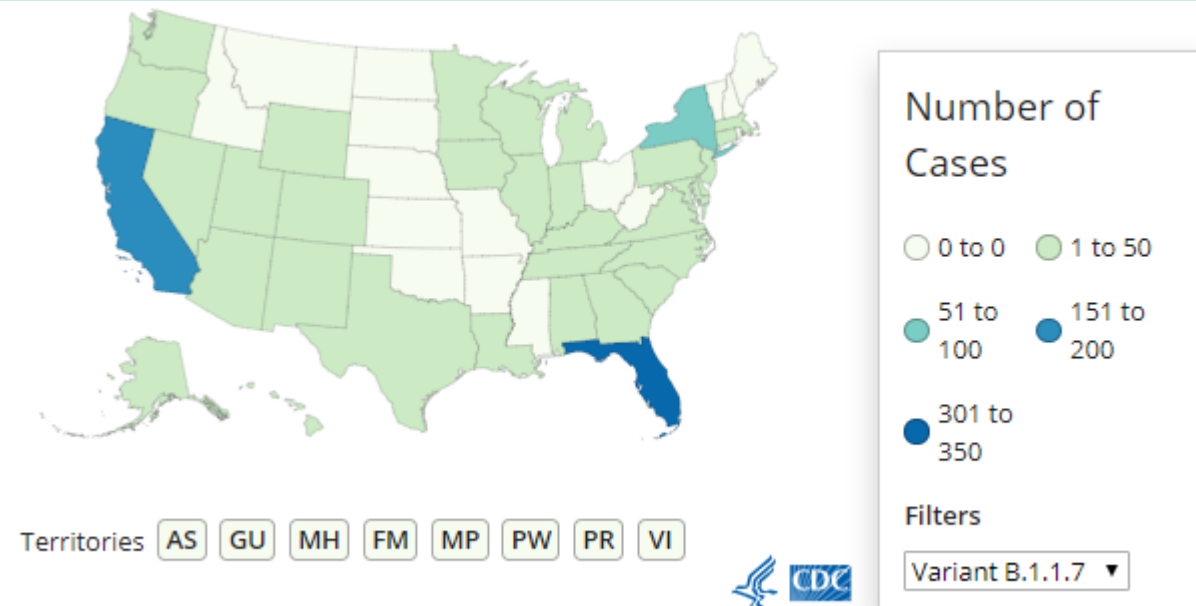 Number of
Cases
0 to 0 1 to 50
51 to
100
151 to
200
301 to
350
Filters
Variant B.1.1.7 ▼
Territories AS GU MH FM MP PW PR VI
CDC